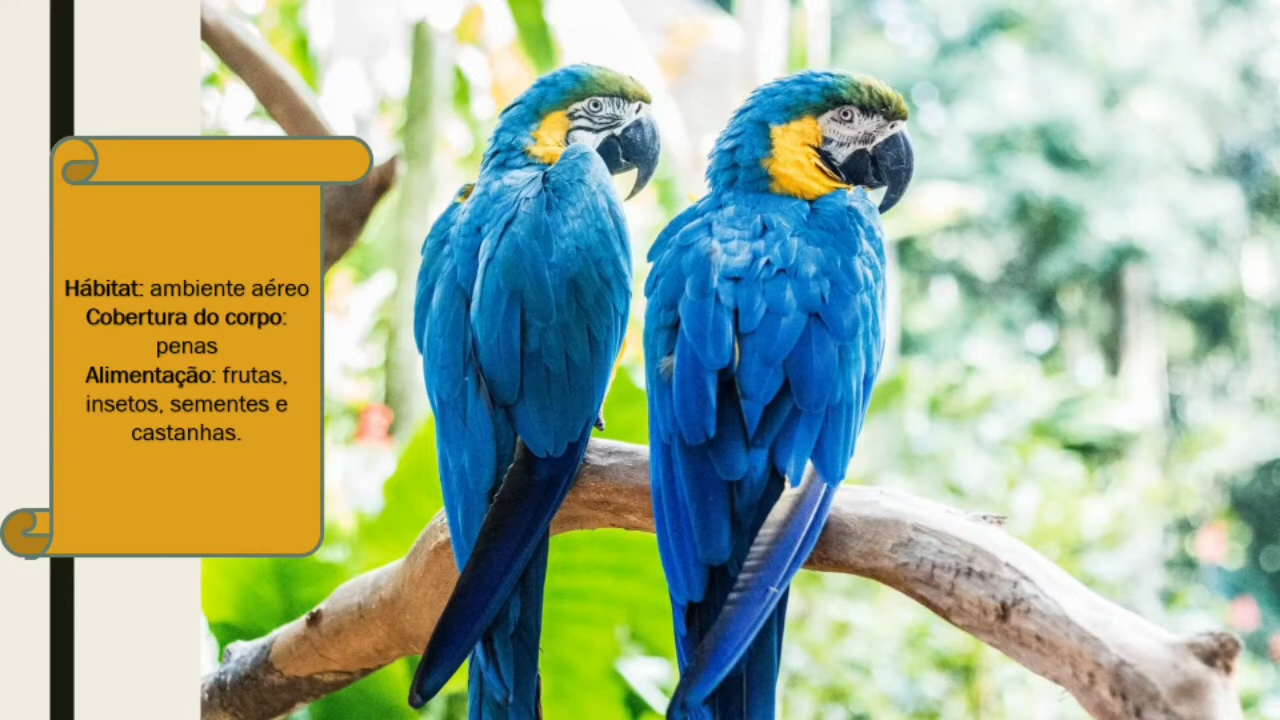 Hábitat: ambiente aéreo
Cobertura do corpo:
penas
Alimentação: frutas,
insetos, sementes e
castanhas.